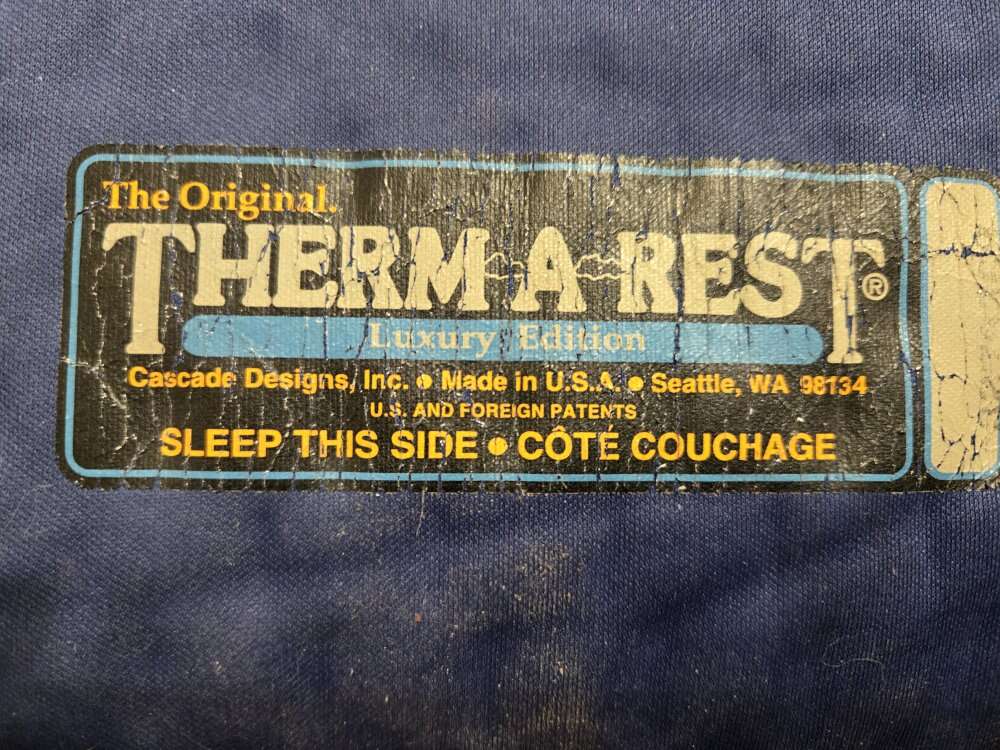 The Original.
THERM-A-REST®
Luxury Edition
Cascade Designs, Inc. • Made in U.S.A. • Seattle, WA 98134
U.S. AND FOREIGN PATENTS
SLEEP THIS SIDE • CÔTÉ COUCHAGE